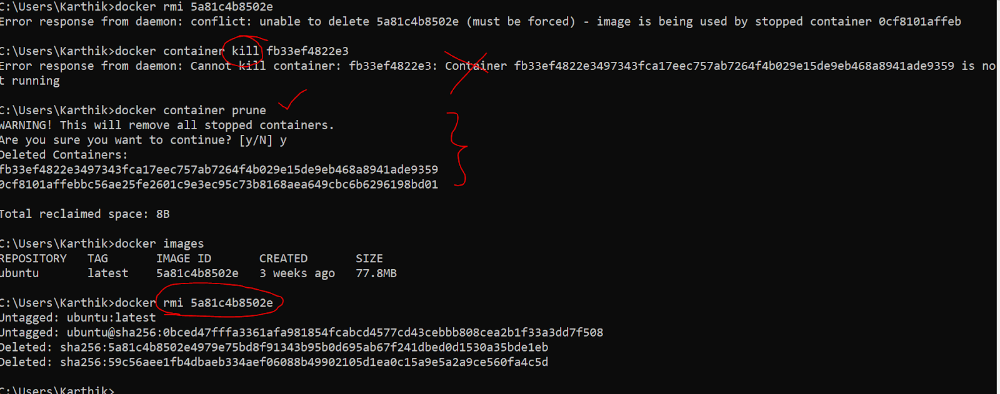 C:\Users\Karthik>docker rmi 5a81c4b8502e
Error response from daemon: conflict: unable to delete 5a81c4b8502e (must be forced) - image is being used by stopped container 0cf8101affeb
C:\Users\Karthik>docker container kill fb33ef4822e3
Error response from daemon: Cannot kill container: fb33ef4822e3: Container fb33ef4822e3497343fca17eec757ab7264f4b029e15de9eb468a8941ade9359 is no
t running
C:\Users\Karthik>docker container prune
WARNING! This will remove all stopped containers.
Are you sure you want to continue? [y/N] y
Deleted Containers:
fb33ef4822e3497343fca17eec757ab7264f4b029e15de9eb468a8941ade9359
0cf8101affebbc56ae25fe2601c9e3ec95c73b8168aea649cbc6b6296198bd01
Total reclaimed space: 8B
C:\Users\Karthik>docker images
REPOSITORY TAG IMAGE ID CREATED SIZE
ubuntu latest 5a81c4b8502e 3 weeks ago 77.8MB
C:\Users\Karthik>docker rmi 5a81c4b8502e
Untagged: ubuntu:latest
Untagged: ubuntu@sha256:0bced47fffa3361afa981854fcabcd4577cd43cebbb808cea2b1f33a3dd7f508
Deleted: sha256:5a81c4b8502e4979e75bd8f91343b95b0d695ab67f241dbed0d1530a35bde1eb
Deleted: sha256:59c56aee1fb4dbaeb334aef06088b49902105d1ea0c15a9e5a2a9ce560fa4c5d
C:\Users\Karthik>